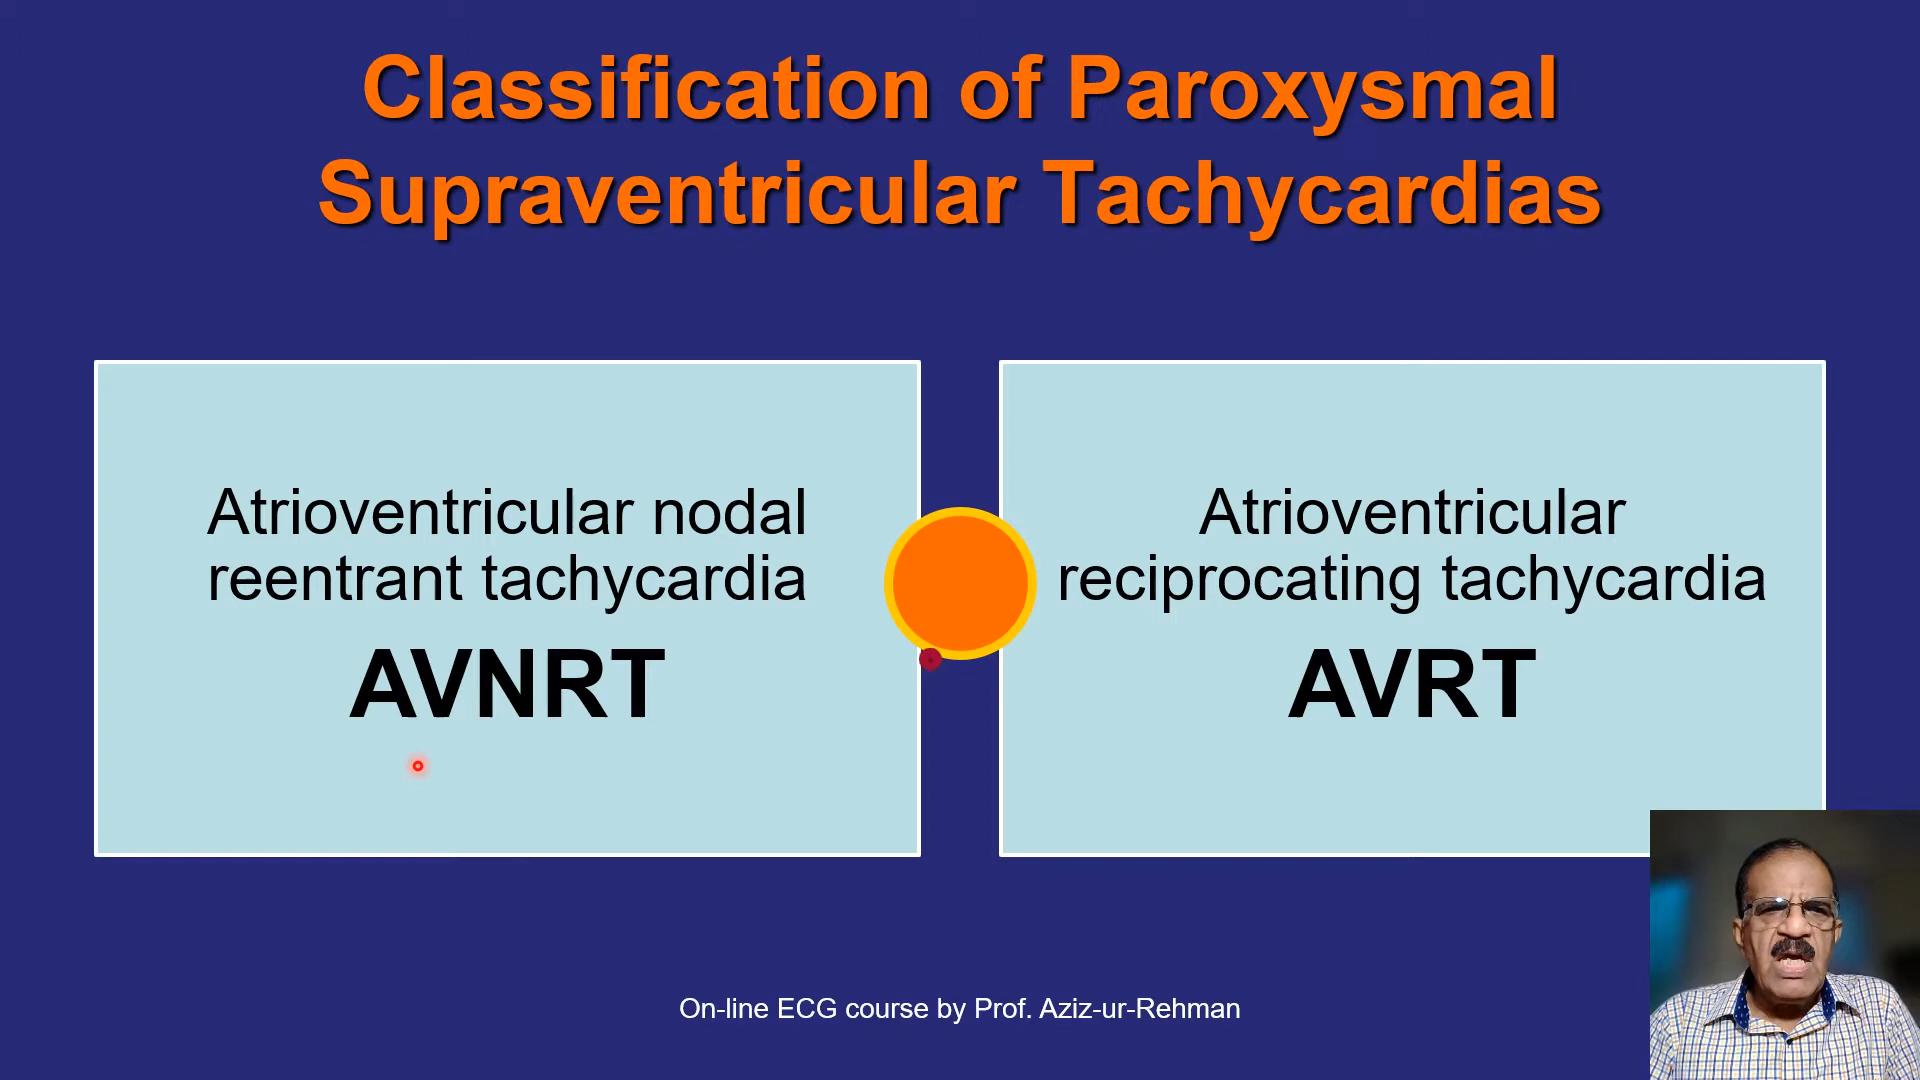 Classification of Paroxysmal
Supraventricular Tachycardias
Atrioventricular nodal
reentrant tachycardia
AVNRT
Atrioventricular
reciprocating tachycardia
AVRT
On-line ECG course by Prof. Aziz-ur-Rehman